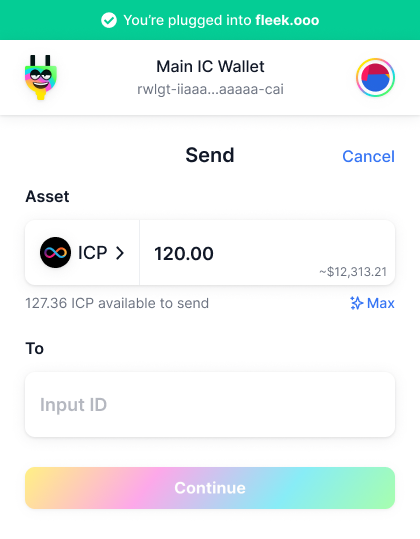 You're plugged into fleek.ooo
Main IC Wallet
rwlgt-iiaaa...aaaaa-cai
Send
Cancel
Asset
ICP
120.00
~$12,313.21
127.36 ICP available to send
Max
To
Input ID
Continue